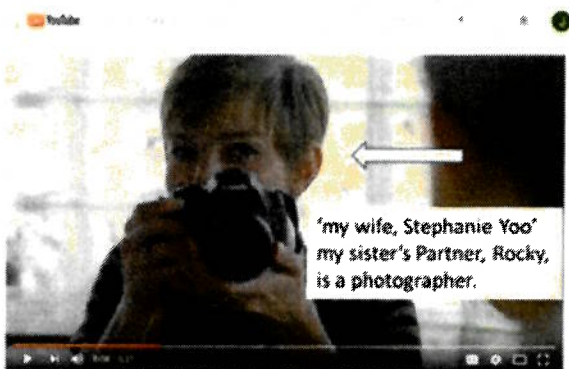 YouTube
'my wife, Stephanie Yoo'
my sister's Partner, Rocky,
is a photographer.